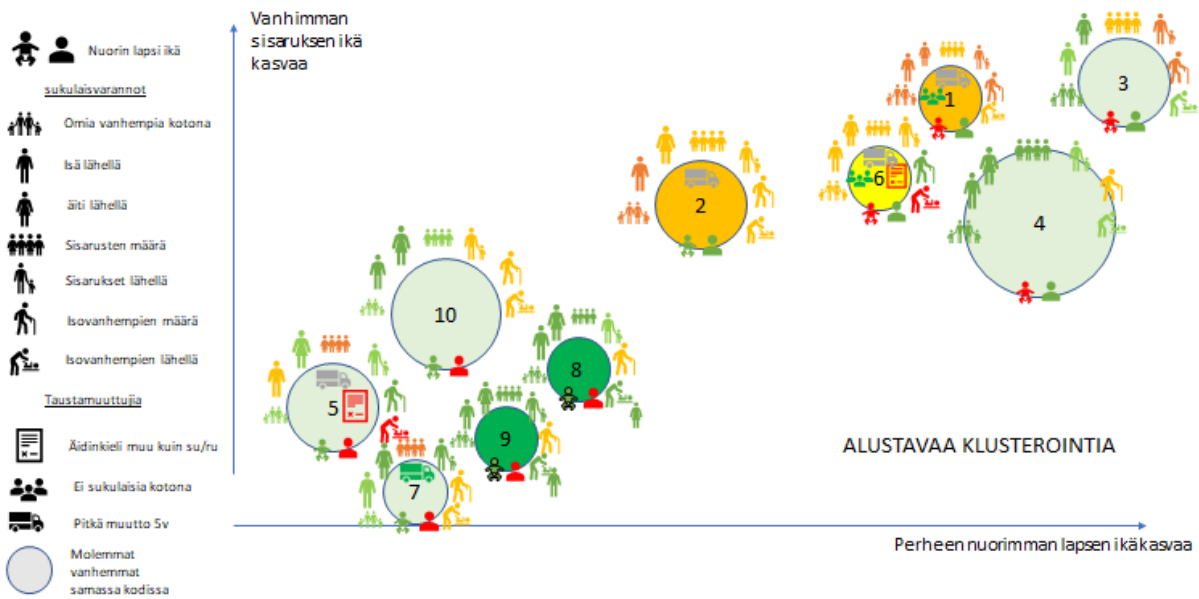 Vanhimman
sisaruksen ikä
kasvaa
Nuorin lapsi ikä
sukulaisvarannot
Omia vanhempia kotona
Isä lähellä
äiti lähellä
Sisarusten määrä
Sisarukset lähellä
Isovanhempien määrä
Isovanhempien lähellä
Taustamuuttujia
Äidinkieli muu kuin su/ru
Ei sukulaisia kotona
Pitkä muutto 5v
Molemmat
vanhemmat
samassa kodissa
1
3
6
2
4
10
8
5
9
7
ALUSTAVAA KLUSTEROINTIA
Perheen nuorimman lapsen ikä kasvaa